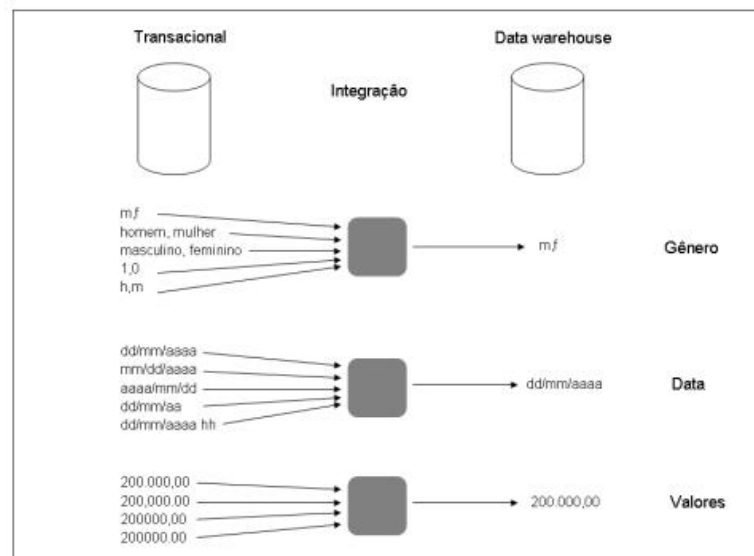 Transacional
Data warehouse
Integração
m,f
homem, mulher
masculino, feminino
1,0
h,m
m,f
Gênero
dd/mm/aaaa
mm/dd/aaaa
aaaa/mm/dd
dd/mm/aa
dd/mm/aaaa hh
dd/mm/aaaa
Data
200.000,00
200,000.00
200000,00
200000.00
200.000,00
Valores